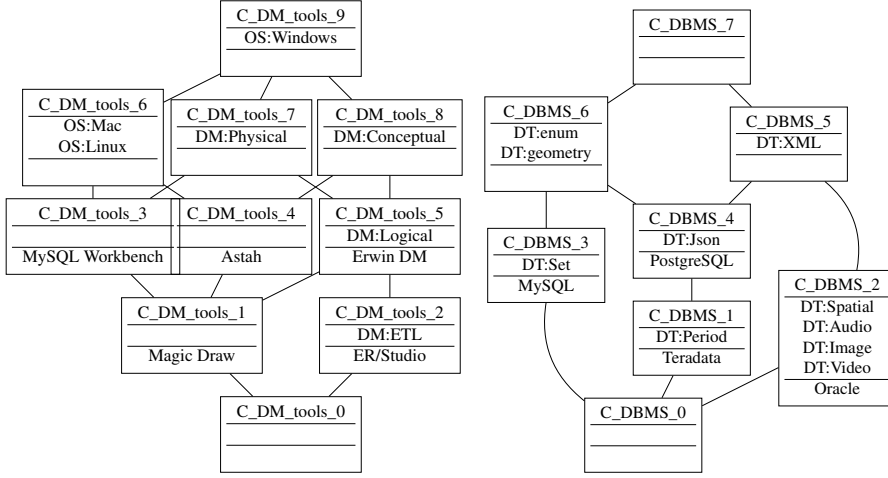 C_DM_tools_9
OS:Windows
C_DM_tools_6
OS:Mac
OS:Linux
C_DM_tools_7
DM:Physical
C_DM_tools_8
DM:Conceptual
C_DM_tools_3
MySQL Workbench
C_DM_tools_4
Astah
C_DM_tools_5
DM:Logical
Erwin DM
C_DM_tools_1
Magic Draw
C_DM_tools_2
DM:ETL
ER/Studio
C_DM_tools_0
C_DBMS_7
C_DBMS_6
DT:enum
DT:geometry
C_DBMS_5
DT:XML
C_DBMS_3
DT:Set
MySQL
C_DBMS_4
DT:Json
PostgreSQL
C_DBMS_2
DT:Spatial
DT:Audio
DT:Image
DT:Video
Oracle
C_DBMS_1
DT:Period
Teradata
C_DBMS_0